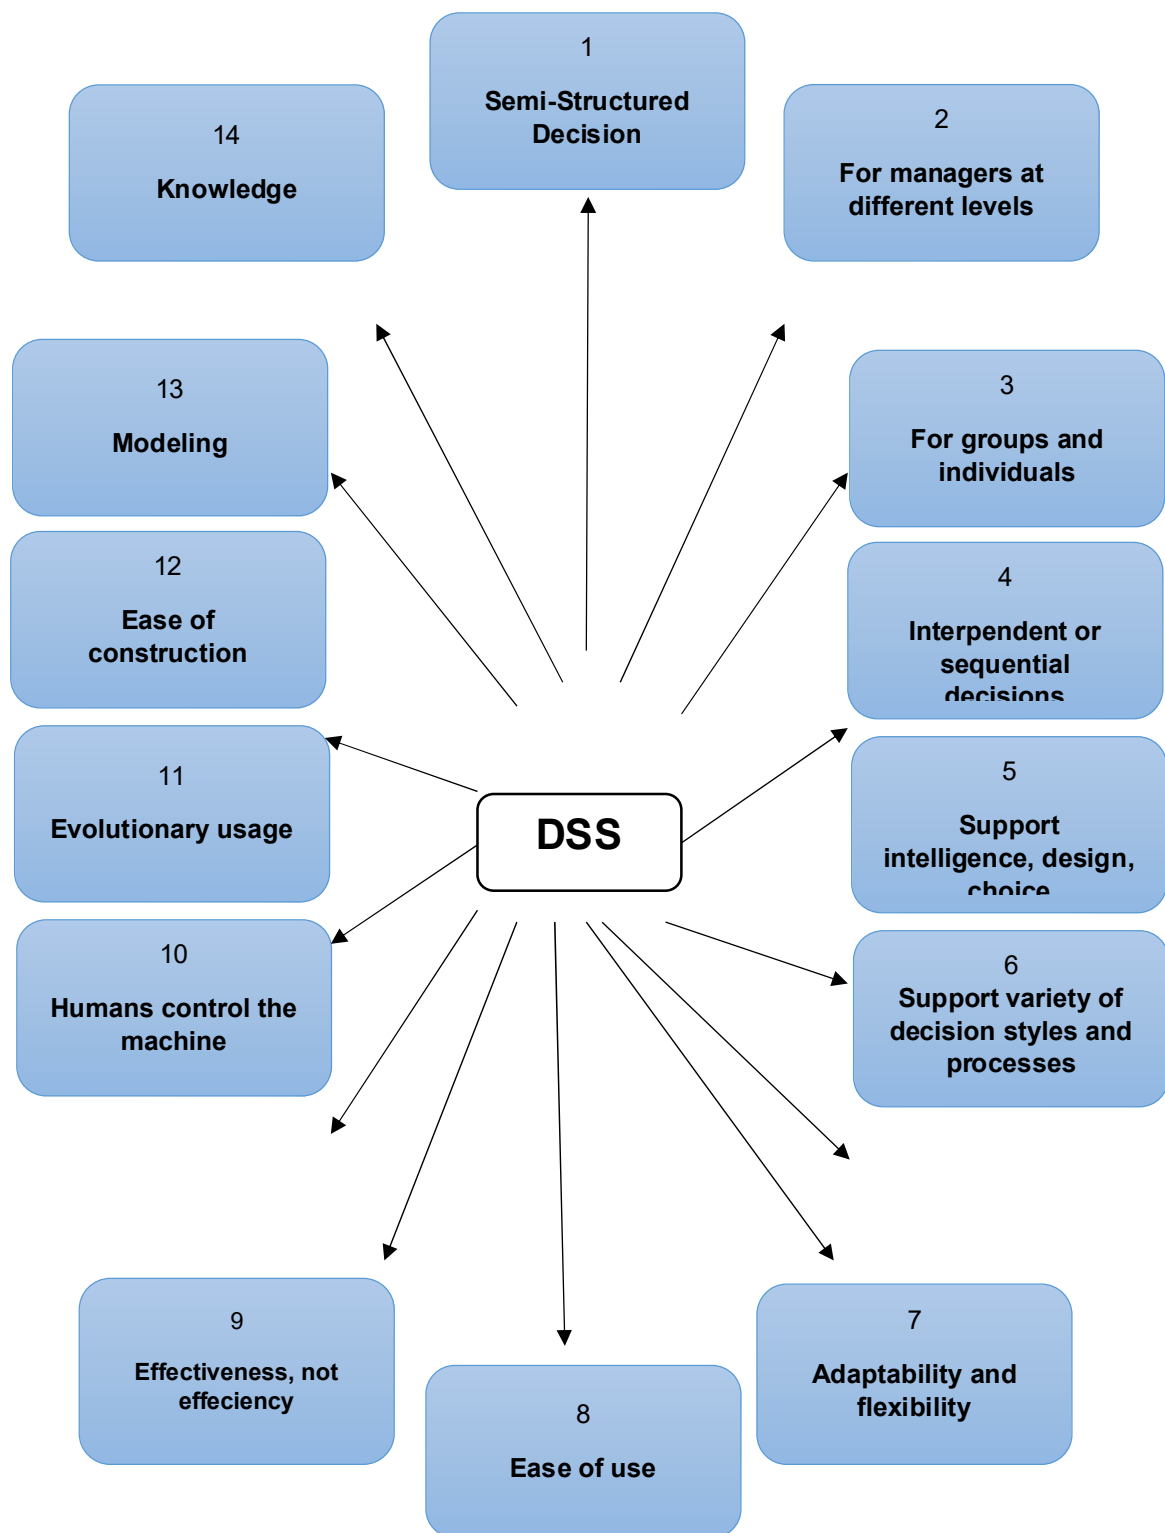 1
Semi-Structured
Decision
2
For managers at
different levels
3
For groups and
individuals
4
Interpendent or
sequential
decisions
5
Support
intelligence, design,
choice
6
Support variety of
decision styles and
processes
7
Adaptability and
flexibility
8
Ease of use
9
Effectiveness, not
effeciency
10
Humans control the
machine
11
Evolutionary usage
12
Ease of
construction
13
Modeling
14
Knowledge
DSS